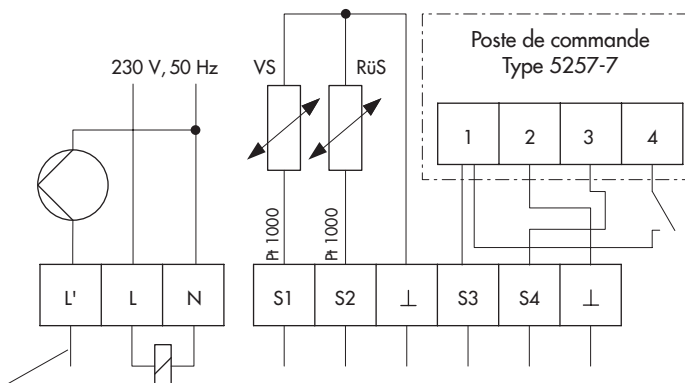 Poste de commande
Type 5257-7
230 V, 50 Hz
VS
RüS
1 2 3 4
Pt 1000
Pt 1000
L' L N
S1 S2 ⊥ S3 S4 ⊥